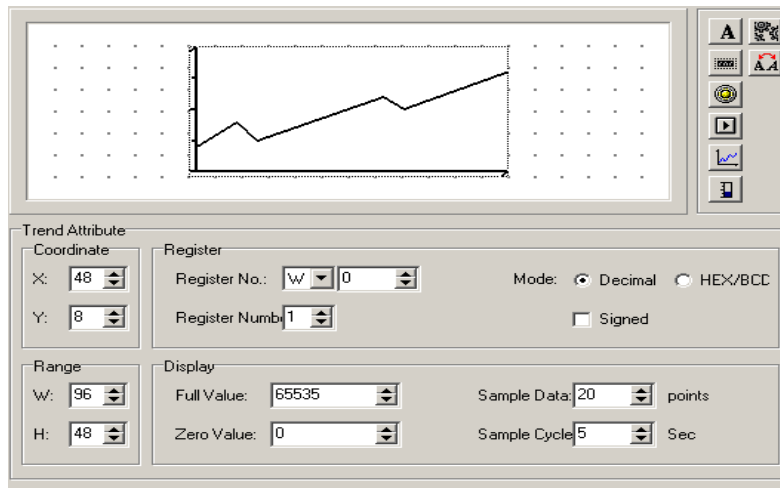 A
A A
Trend Attribute
Coordinate
X: 48
Y: 8
Register
Register No.: W 0
Register Numb 1
Mode: Decimal HEX/BCD
Signed
Range
W: 96
H: 48
Display
Full Value: 65535
Zero Value: 0
Sample Data: 20 points
Sample Cycle 5 Sec